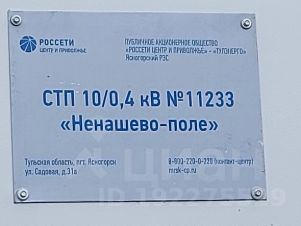 РОССЕТИ
ЦЕНТР И ПРИВОЛЖЬЕ
ПУБЛИЧНОЕ АКЦИОНЕРНОЕ ОБЩЕСТВО
"РОССЕТИ ЦЕНТР И ПРИВОЛЖЬЕ" - "ТУЛЭНЕРГО"
Ясногорский РЭС
СТП 10/0,4 кВ №11233
«Ненашево-поле»
Тульская область, пгт. Ясногорск
ул. Садовая, д.31а
8-800-220-0-220 (контакт-центр)
mrsk-cp.ru
ЦИАН